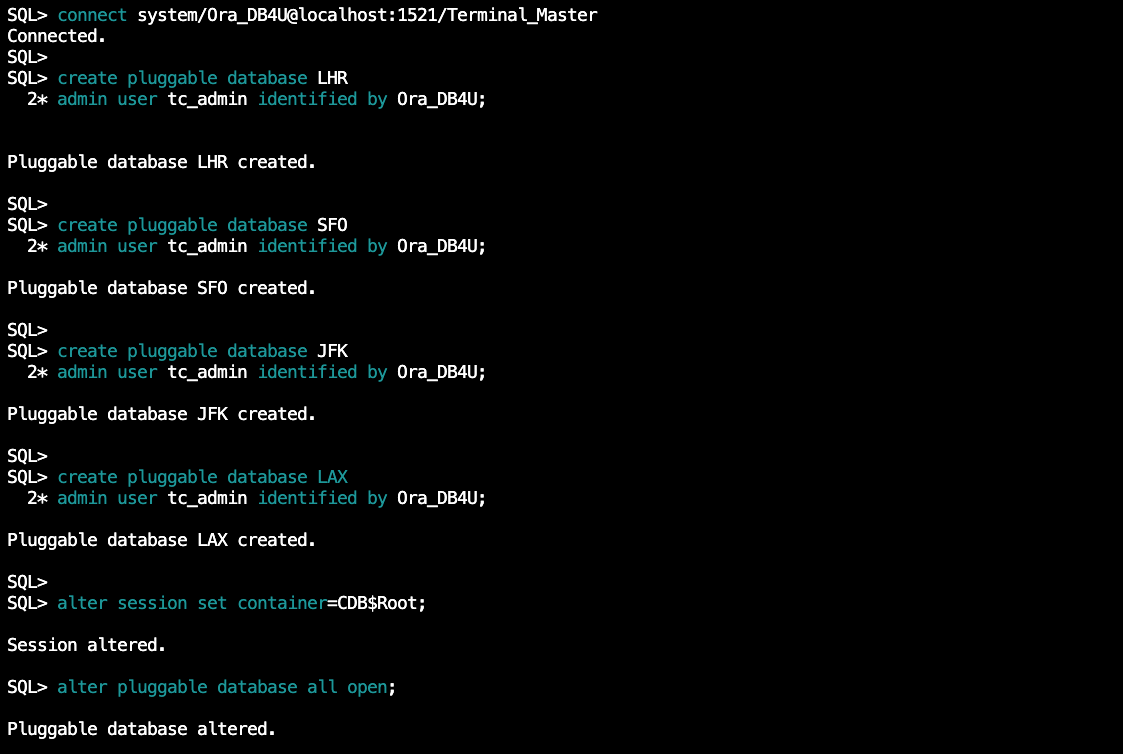 SQL> connect system/Ora_DB4U@localhost:1521/Terminal_Master
Connected.
SQL>
SQL> create pluggable database LHR
  2* admin user tc_admin identified by Ora_DB4U;
Pluggable database LHR created.
SQL>
SQL> create pluggable database SFO
  2* admin user tc_admin identified by Ora_DB4U;
Pluggable database SFO created.
SQL>
SQL> create pluggable database JFK
  2* admin user tc_admin identified by Ora_DB4U;
Pluggable database JFK created.
SQL>
SQL> create pluggable database LAX
  2* admin user tc_admin identified by Ora_DB4U;
Pluggable database LAX created.
SQL>
SQL> alter session set container=CDB$Root;
Session altered.
SQL> alter pluggable database all open;
Pluggable database altered.